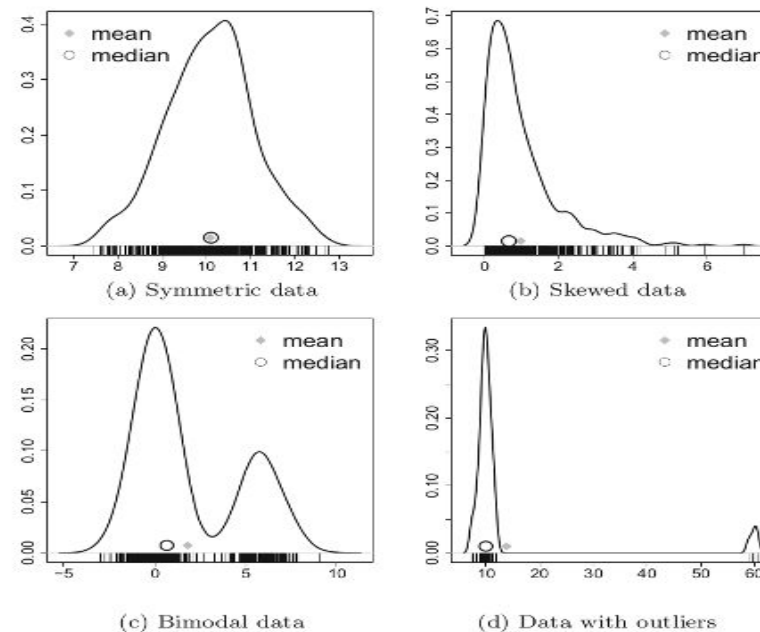 mean
median
0.0 0.1 0.2 0.3 0.4
7 8 9 10 11 12 13
(a) Symmetric data
mean
median
0.0 0.1 0.2 0.3 0.4 0.5 0.6 0.7
0 2 4 6
(b) Skewed data
mean
median
0.00 0.05 0.10 0.15 0.20
−5 0 5 10
(c) Bimodal data
mean
median
0.00 0.10 0.20 0.30
10 20 30 40 50 60
(d) Data with outliers